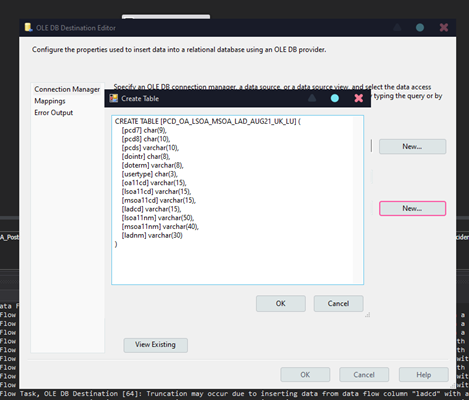 OLE DB Destination Editor
Configure the properties used to insert data into a relational database using an OLE DB provider.
Connection Manager
Mappings
Error Output
Specify an OLE DB connection manager, a data source, or a data source view, and select the data access
typing the query or by
Create Table
CREATE TABLE [PCD_OA_LSOA_MSOA_LAD_AUG21_UK_LU] (
[pcd7] char(9),
[pcd8] char(10),
[pcds] varchar(10),
[dointr] char(8),
[doterm] varchar(8),
[usertype] char(3),
[oa11cd] varchar(15),
[lsoa11cd] varchar(15),
[msoa11cd] varchar(15),
[ladcd] varchar(15),
[lsoa11nm] varchar(50),
[msoa11nm] varchar(40),
[ladnm] varchar(30)
)
New...
New...
OK Cancel
View Existing
OK Cancel Help
A_Post
ata F
Flow
Flow
Flow
Flow
Flow
Flow
Flow
Flow
Flow Task, OLE DB Destination [64]: Truncation may occur due to inserting data from data flow column "ladcd" with a